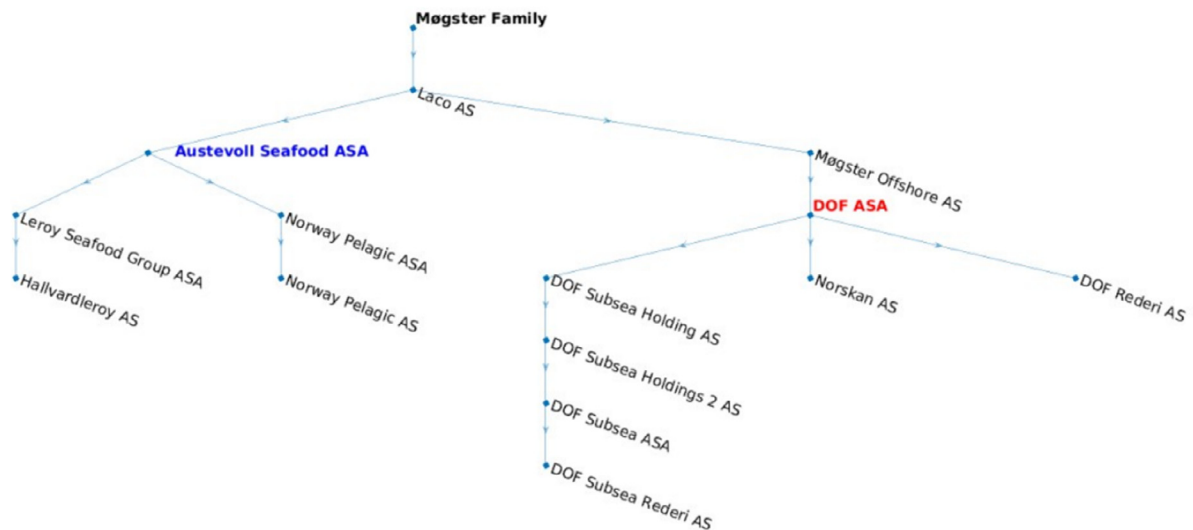 Møgster Family
Laco AS
Austevoll Seafood ASA
Møgster Offshore AS
DOF ASA
Leroy Seafood Group ASA
Norway Pelagic ASA
Hallvardleroy AS
Norway Pelagic AS
DOF Subsea Holding AS
Norskan AS
DOF Rederi AS
DOF Subsea Holdings 2 AS
DOF Subsea ASA
DOF Subsea Rederi AS